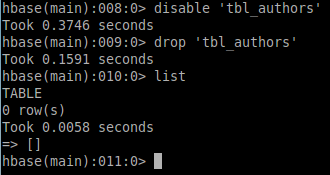 hbase(main):008:0> disable 'tbl_authors'
Took 0.3746 seconds
hbase(main):009:0> drop 'tbl_authors'
Took 0.1591 seconds
hbase(main):010:0> list
TABLE
0 row(s)
Took 0.0058 seconds
=> []
hbase(main):011:0>